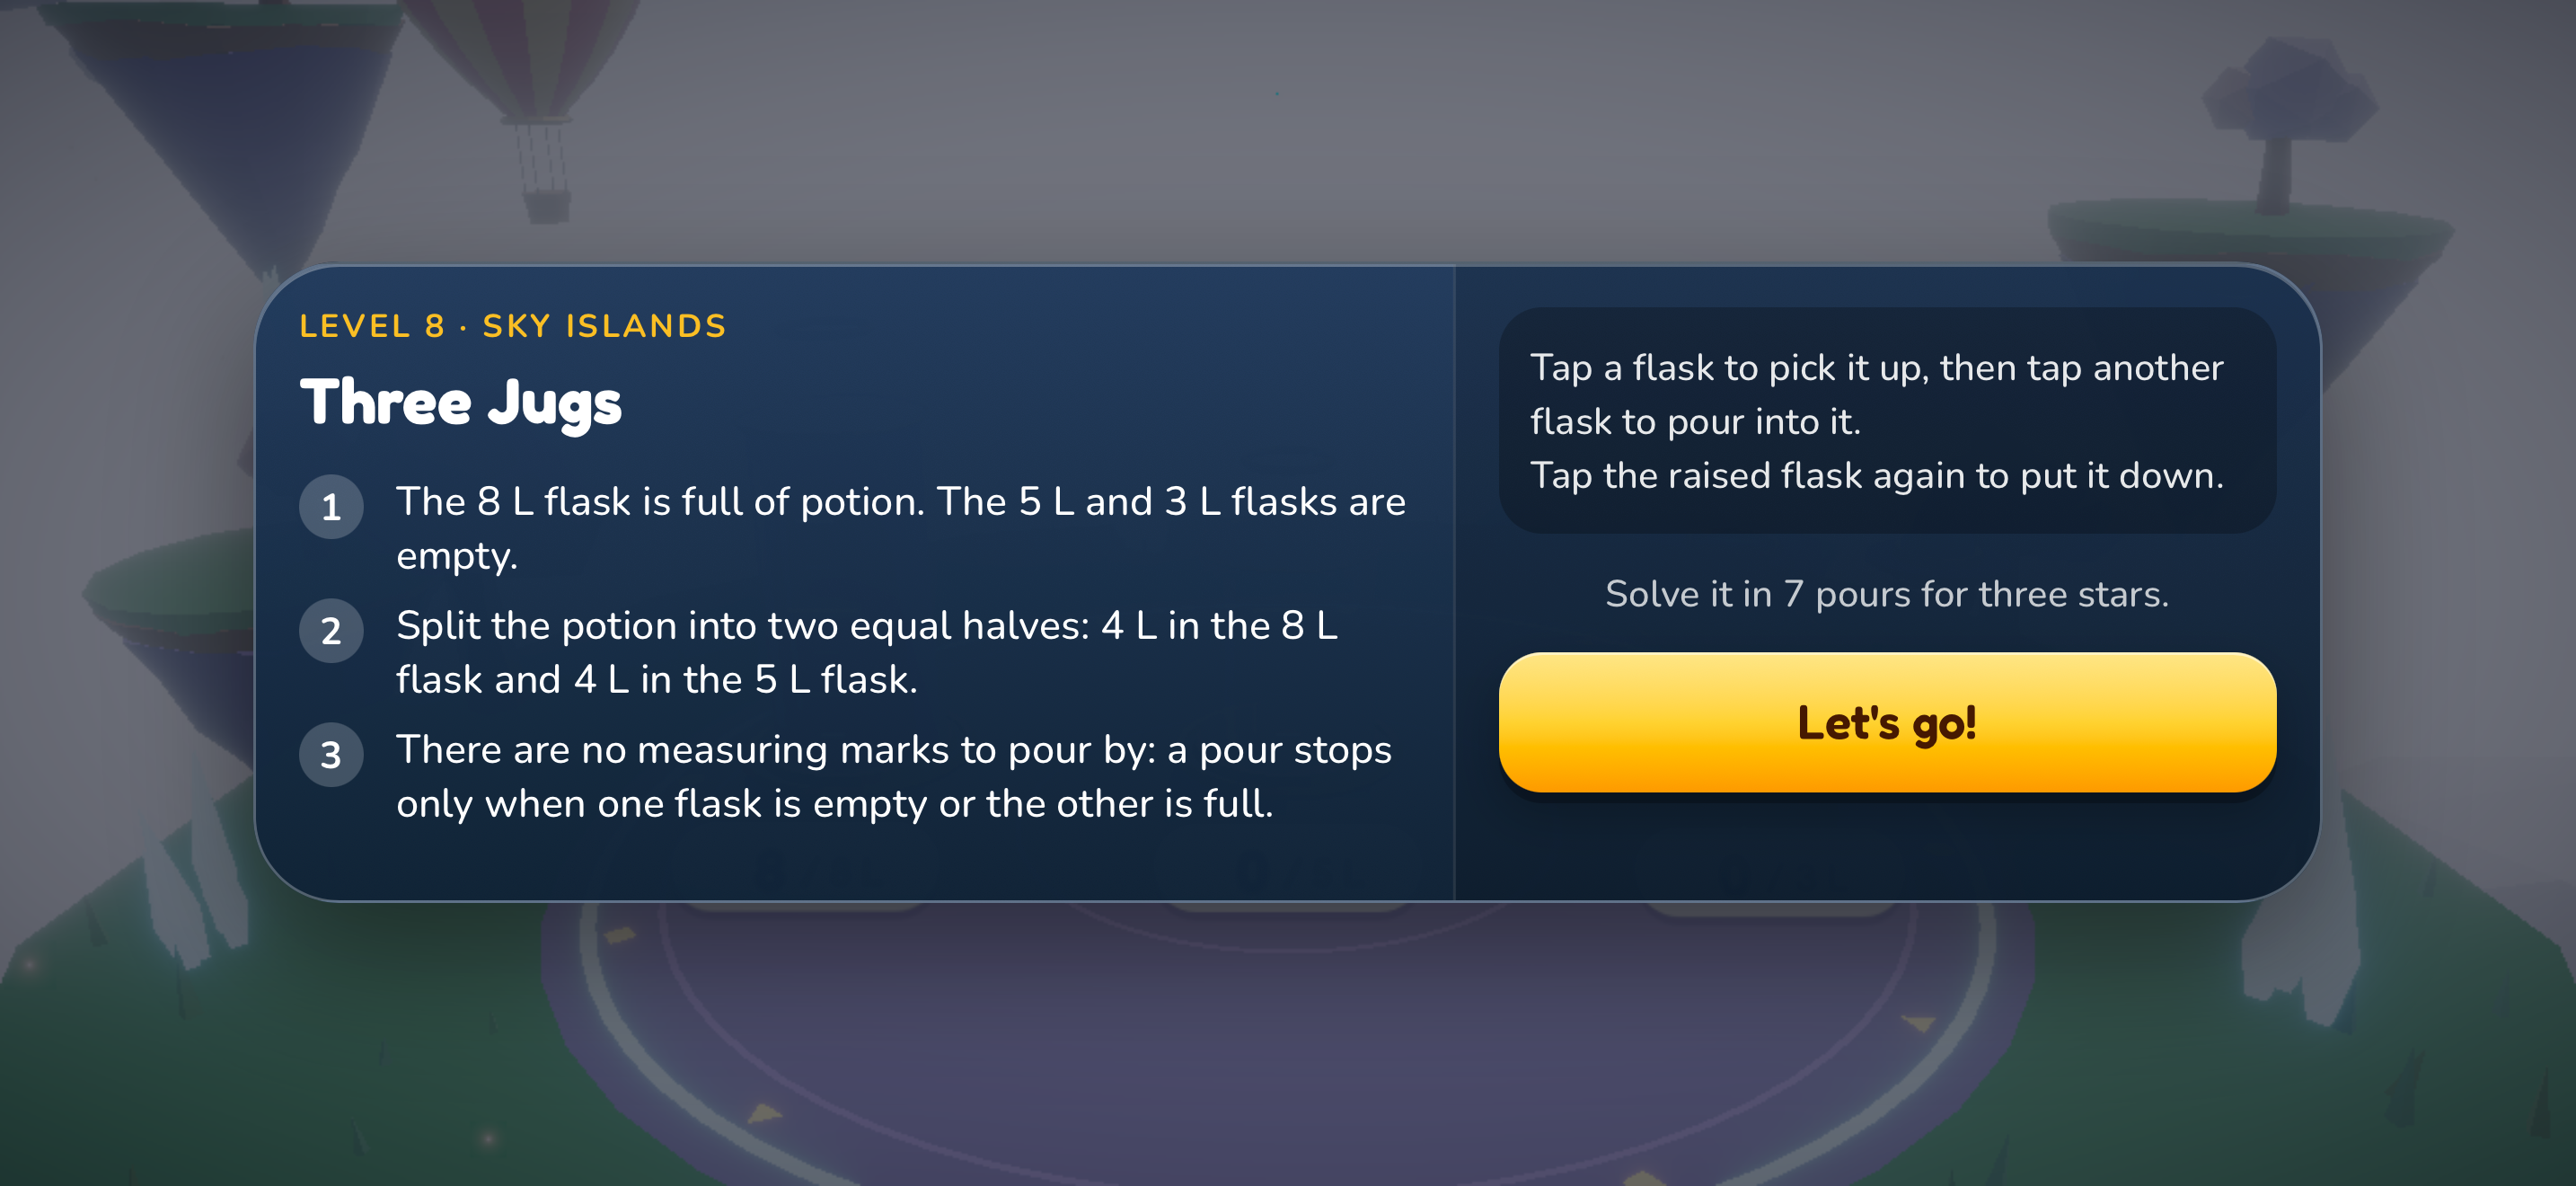 LEVEL 8 · SKY ISLANDS
Three Jugs
1 The 8 L flask is full of potion. The 5 L and 3 L flasks are
empty.
2 Split the potion into two equal halves: 4 L in the 8 L
flask and 4 L in the 5 L flask.
3 There are no measuring marks to pour by: a pour stops
only when one flask is empty or the other is full.
Tap a flask to pick it up, then tap another
flask to pour into it.
Tap the raised flask again to put it down.
Solve it in 7 pours for three stars.
Let's go!